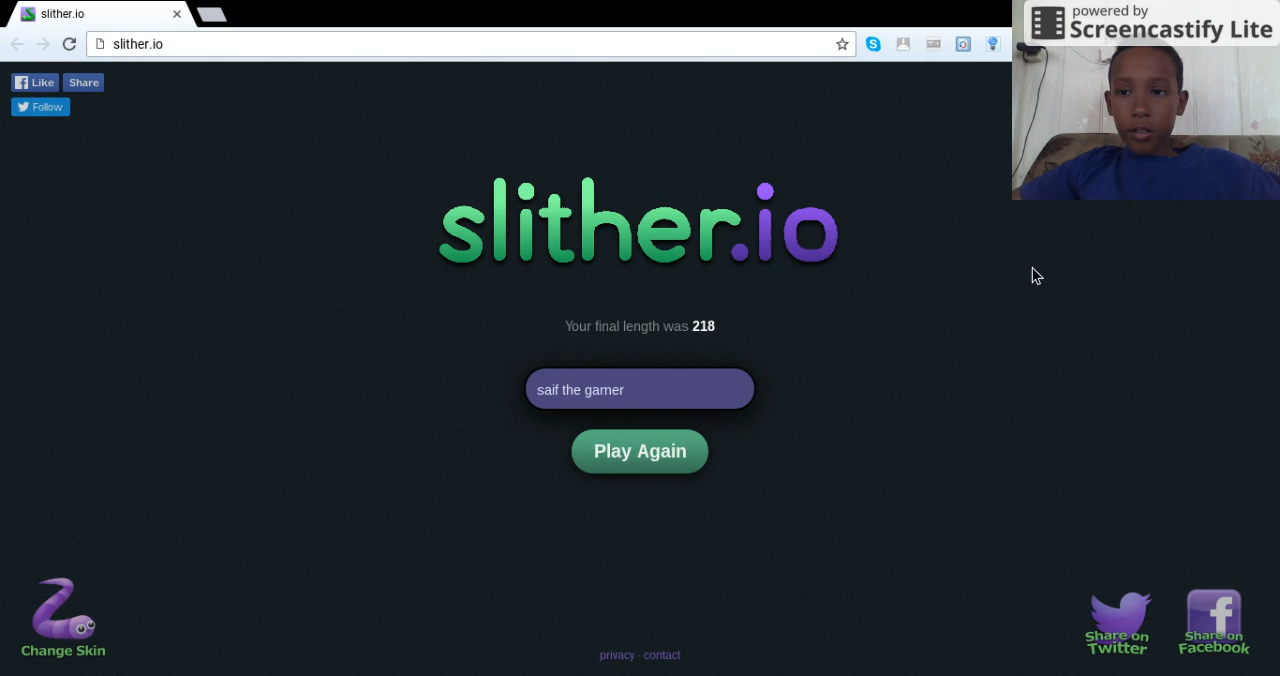 slither.io
powered by
Screencastify Lite
slither.io
Like Share
Follow
slither.io
Your final length was 218
saif the gamer
Play Again
Change Skin
privacy - contact
Share on
Twitter
Share on
Facebook